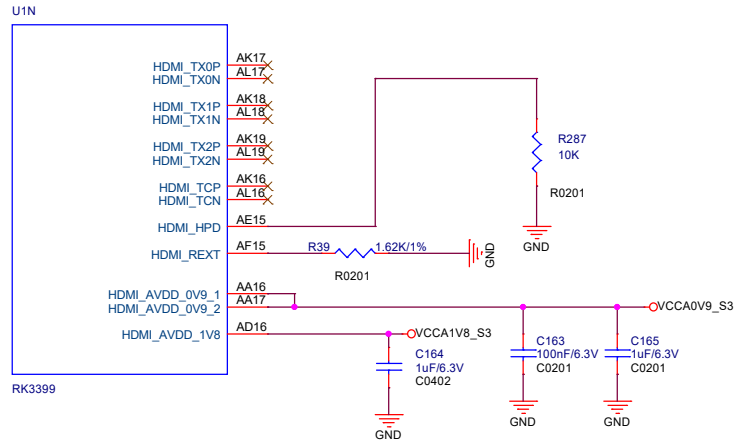 U1N
HDMI_TX0P AK17
HDMI_TX0N AL17
HDMI_TX1P AK18
HDMI_TX1N AL18
HDMI_TX2P AK19
HDMI_TX2N AL19
HDMI_TCP AK16
HDMI_TCN AL16
HDMI_HPD AE15
HDMI_REXT AF15
R39 1.62K/1%
R0201
GND
R287
10K
R0201
GND
HDMI_AVDD_0V9_1 AA16
HDMI_AVDD_0V9_2 AA17
VCCA0V9_S3
HDMI_AVDD_1V8 AD16
VCCA1V8_S3
C164
1uF/6.3V
C0402
GND
C163
100nF/6.3V
C0201
GND
C165
1uF/6.3V
C0201
GND
RK3399